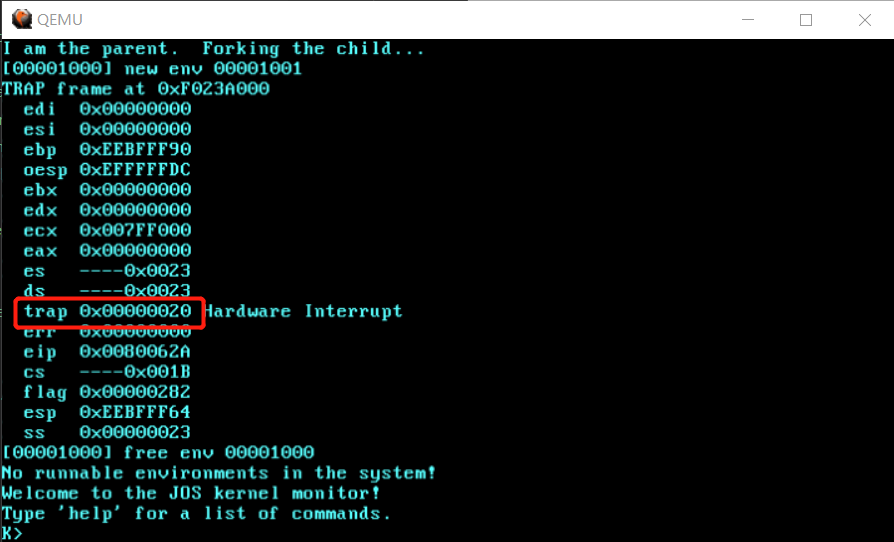 QEMU
I am the parent.  Forking the child...
[00001000] new env 00001001
TRAP frame at 0xF023A000
  edi  0x00000000
  esi  0x00000000
  ebp  0xEEBFFF90
  oesp 0xEFFFFFDC
  ebx  0x00000000
  edx  0x00000000
  ecx  0x007FF000
  eax  0x00000000
  es   ----0x0023
  ds   ----0x0023
  trap 0x00000020 Hardware Interrupt
  err  0x00000000
  eip  0x0080062A
  cs   ----0x001B
  flag 0x00000282
  esp  0xEEBFFF64
  ss   0x00000023
[00001000] free env 00001000
No runnable environments in the system!
Welcome to the JOS kernel monitor!
Type 'help' for a list of commands.
K>